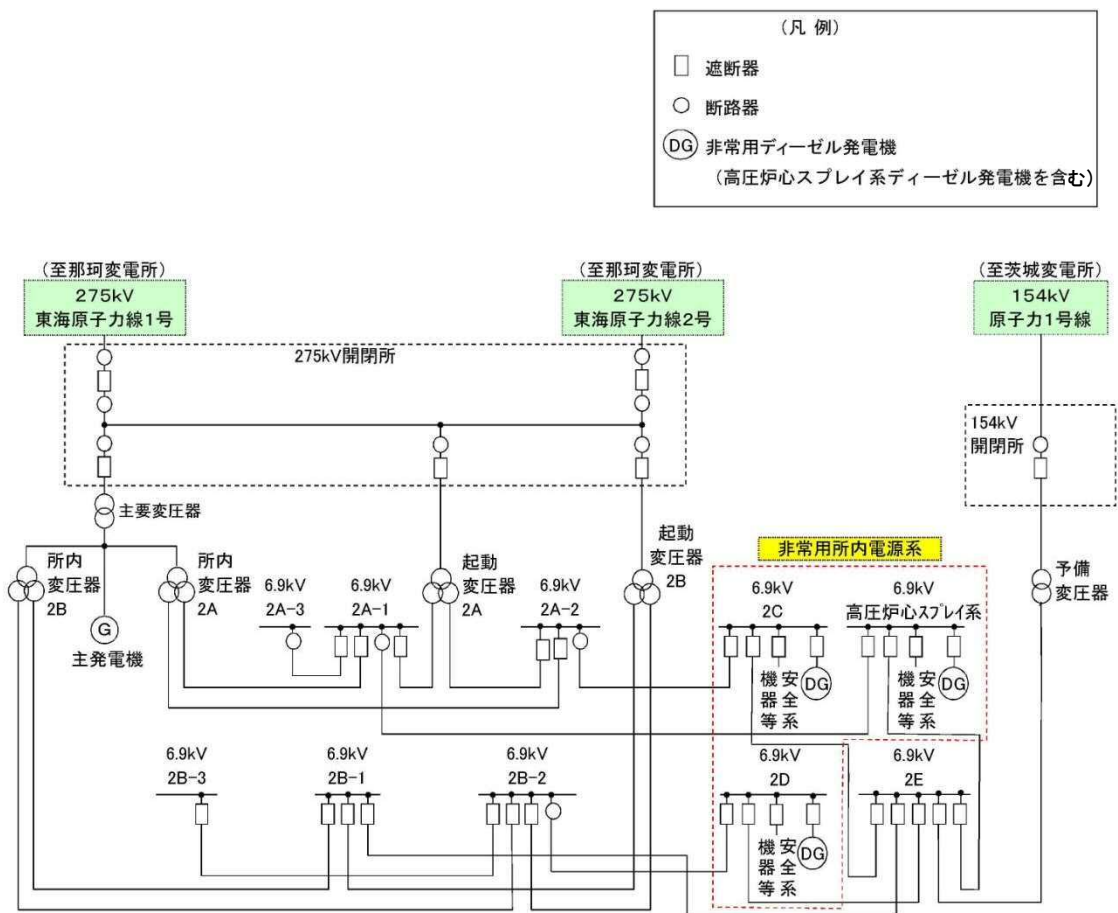 (凡 例)
遮断器
断路器
DG 非常用ディーゼル発電機
(高圧炉心スプレイ系ディーゼル発電機を含む)
(至那珂変電所)
275kV
東海原子力線1号
(至那珂変電所)
275kV
東海原子力線2号
(至茨城変電所)
154kV
原子力1号線
275kV開閉所
154kV
開閉所
主要変圧器
所内
変圧器
2B
所内
変圧器
2A
G
主発電機
起動
変圧器
2A
起動
変圧器
2B
予備
変圧器
6.9kV
2A-3
6.9kV
2A-1
6.9kV
2A-2
非常用所内電源系
6.9kV
2C
安全系
機器等
DG
6.9kV
高圧炉心スプレイ系
安全系
機器等
DG
6.9kV
2B-3
6.9kV
2B-1
6.9kV
2B-2
6.9kV
2D
安全系
機器等
DG
6.9kV
2E